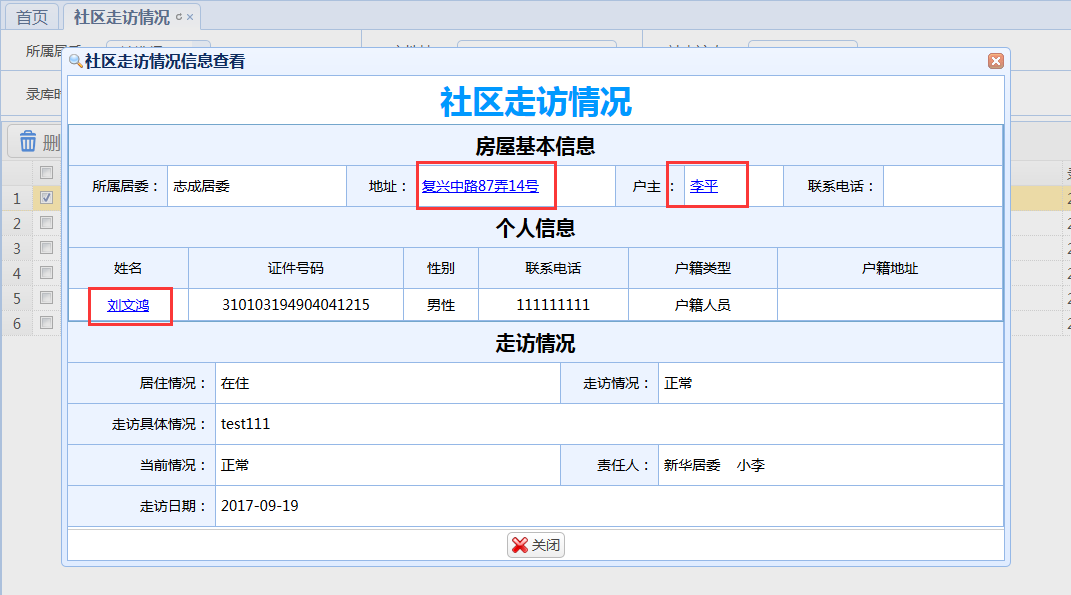 首页 社区走访情况
所属居
录库时
删
社区走访情况信息查看
社区走访情况
房屋基本信息
所属居委： 志成居委 地址： 复兴中路87弄14号 户主： 李平 联系电话：
个人信息
姓名 证件号码 性别 联系电话 户籍类型 户籍地址
刘文鸿 310103194904041215 男性 111111111 户籍人员
走访情况
居住情况： 在住 走访情况： 正常
走访具体情况： test111
当前情况： 正常 责任人： 新华居委 小李
走访日期： 2017-09-19
关闭
1
2
3
4
5
6